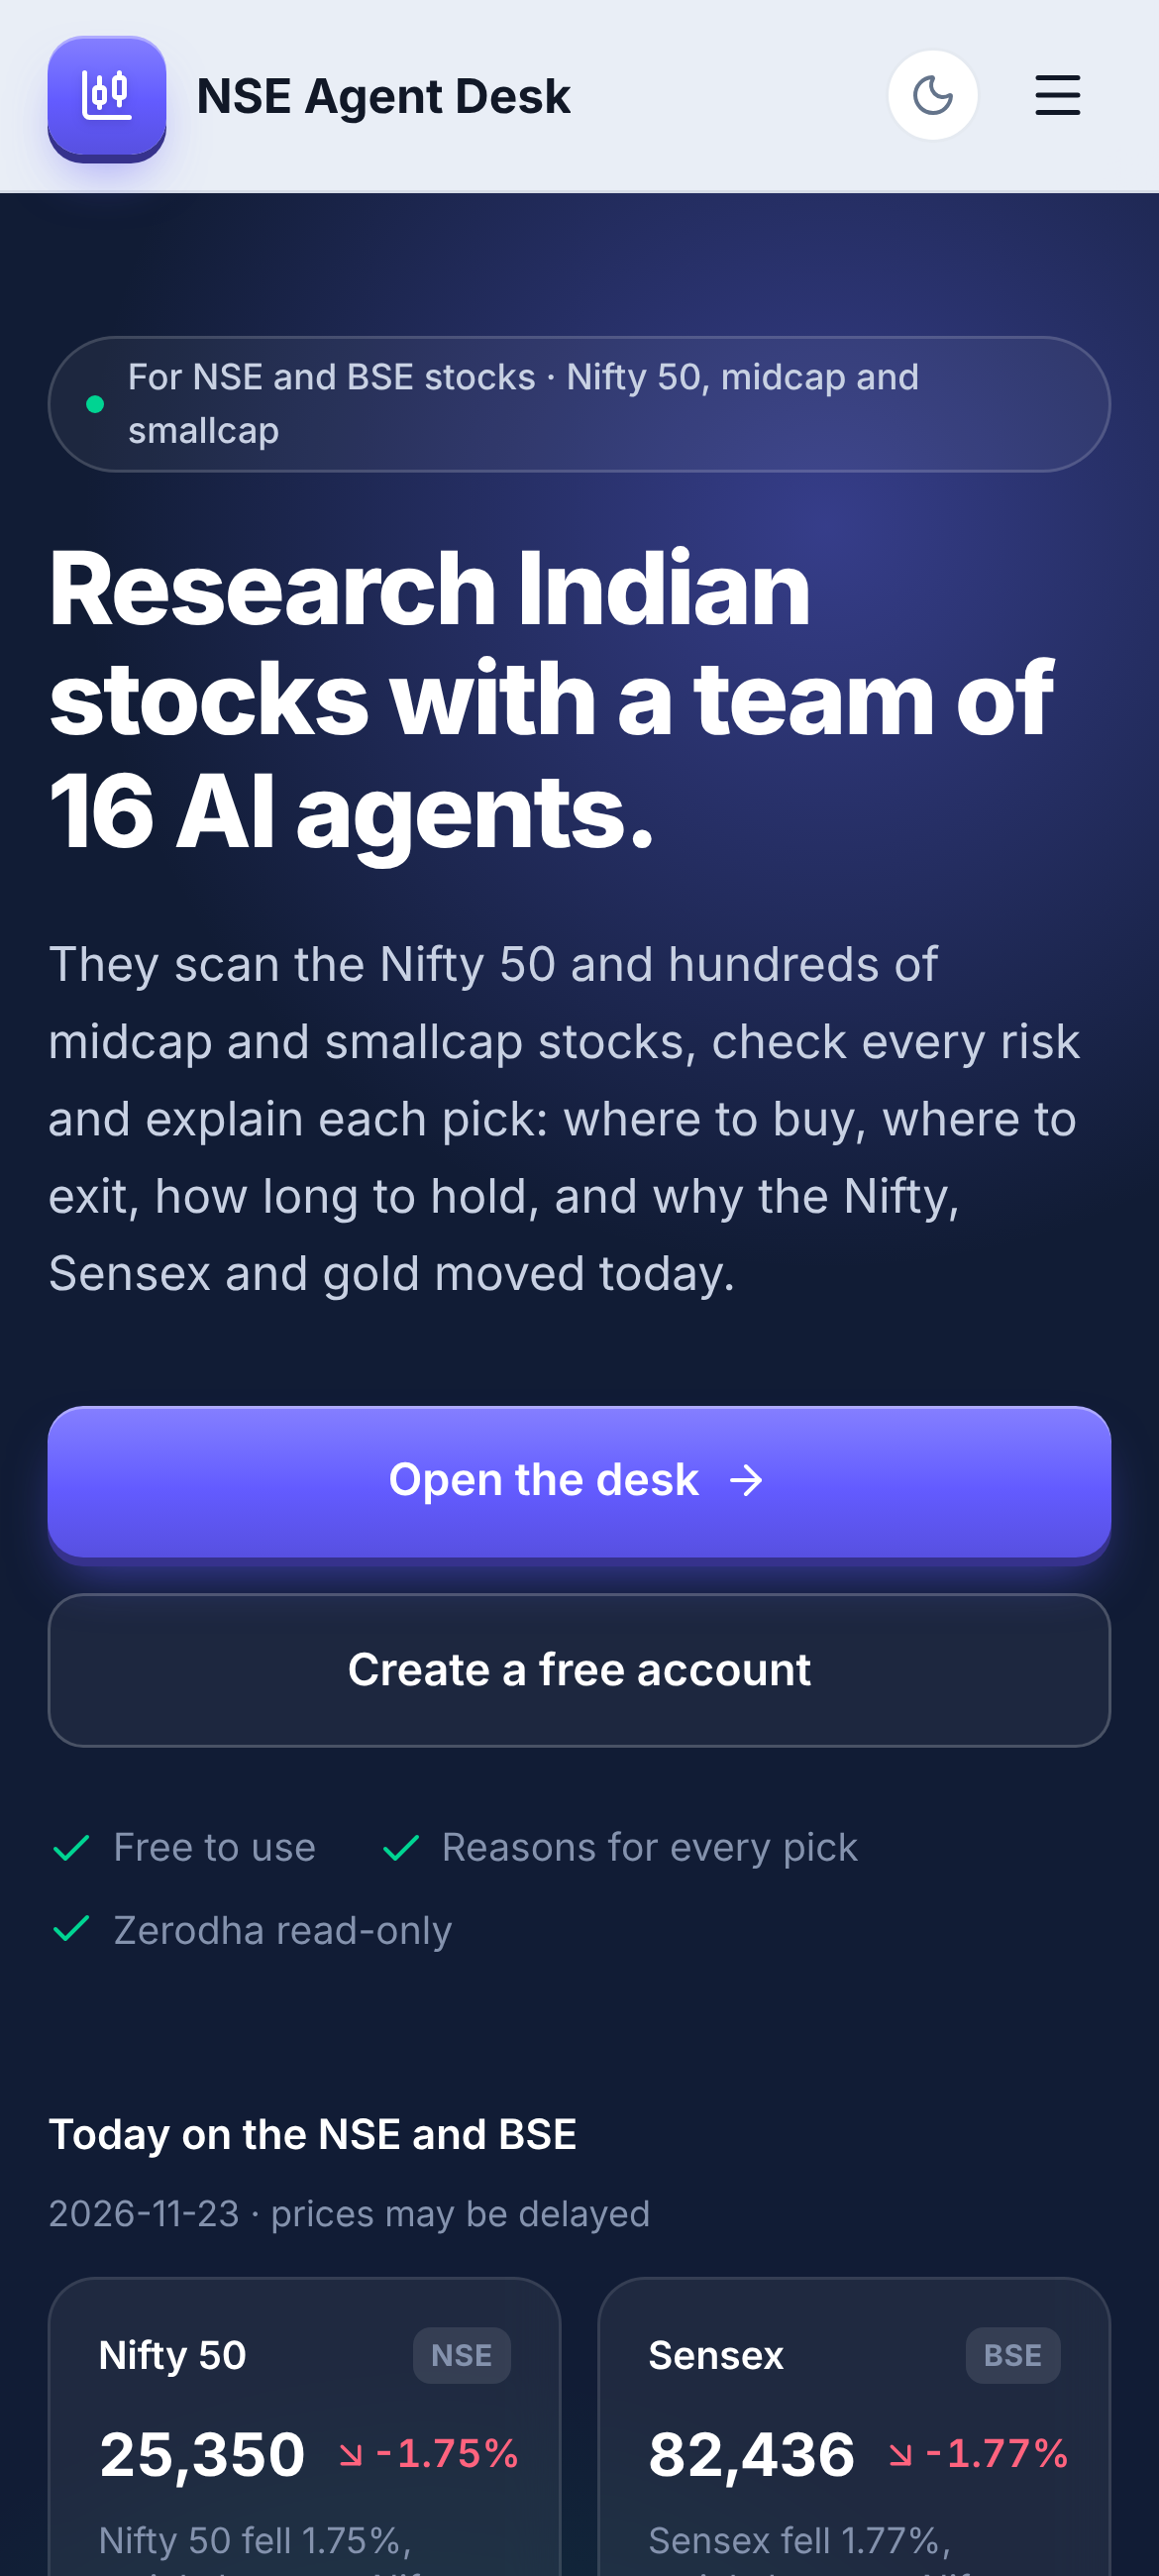 NSE Agent Desk
For NSE and BSE stocks · Nifty 50, midcap and
smallcap
Research Indian
stocks with a team of
16 AI agents.
They scan the Nifty 50 and hundreds of
midcap and smallcap stocks, check every risk
and explain each pick: where to buy, where to
exit, how long to hold, and why the Nifty,
Sensex and gold moved today.
Open the desk →
Create a free account
Free to use
Reasons for every pick
Zerodha read-only
Today on the NSE and BSE
2026-11-23 · prices may be delayed
Nifty 50 NSE
25,350 ↘ -1.75%
Nifty 50 fell 1.75%,
Sensex BSE
82,436 ↘ -1.77%
Sensex fell 1.77%,